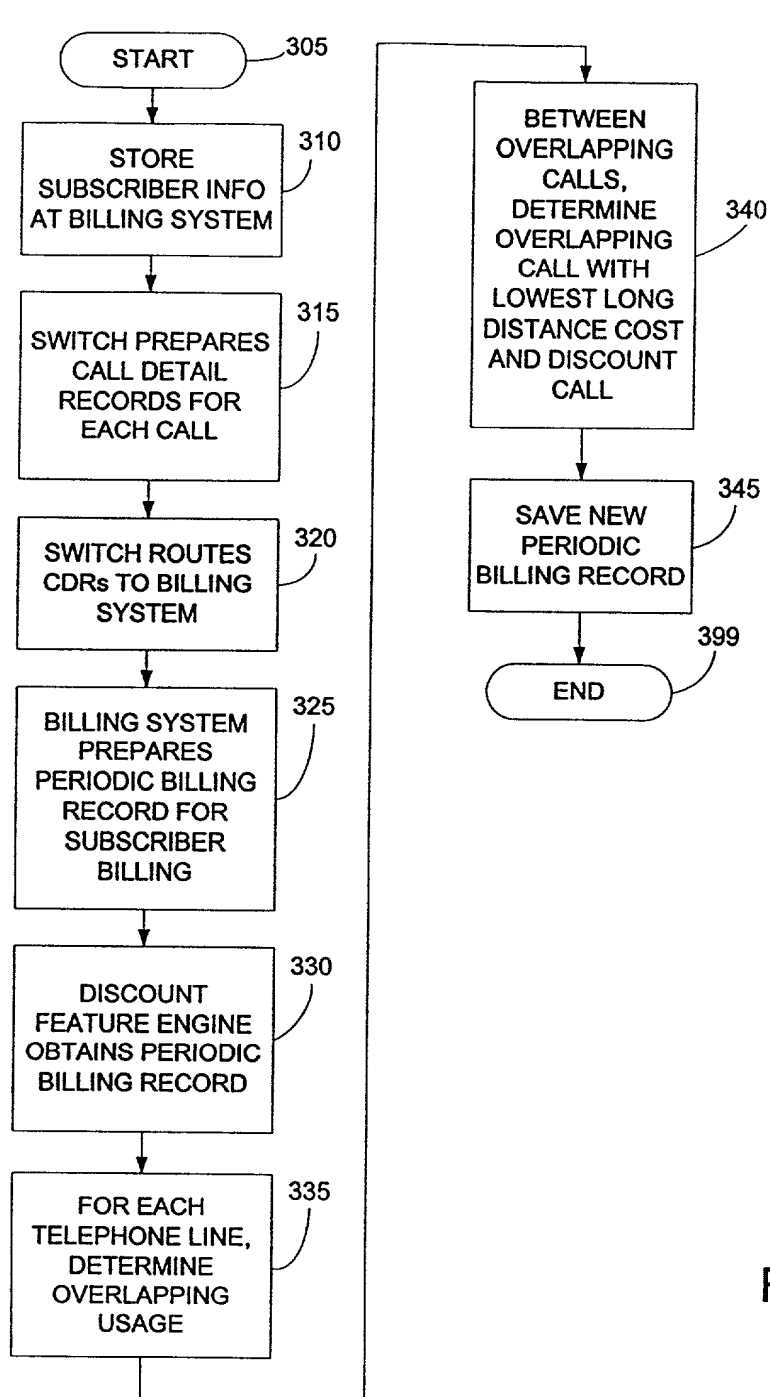 START
305
STORE
SUBSCRIBER INFO
AT BILLING SYSTEM
310
SWITCH PREPARES
CALL DETAIL
RECORDS FOR
EACH CALL
315
SWITCH ROUTES
CDRs TO BILLING
SYSTEM
320
BILLING SYSTEM
PREPARES
PERIODIC BILLING
RECORD FOR
SUBSCRIBER
BILLING
325
DISCOUNT
FEATURE ENGINE
OBTAINS PERIODIC
BILLING RECORD
330
FOR EACH
TELEPHONE LINE,
DETERMINE
OVERLAPPING
USAGE
335
BETWEEN
OVERLAPPING
CALLS,
DETERMINE
OVERLAPPING
CALL WITH
LOWEST LONG
DISTANCE COST
AND DISCOUNT
CALL
340
SAVE NEW
PERIODIC
BILLING RECORD
345
END
399